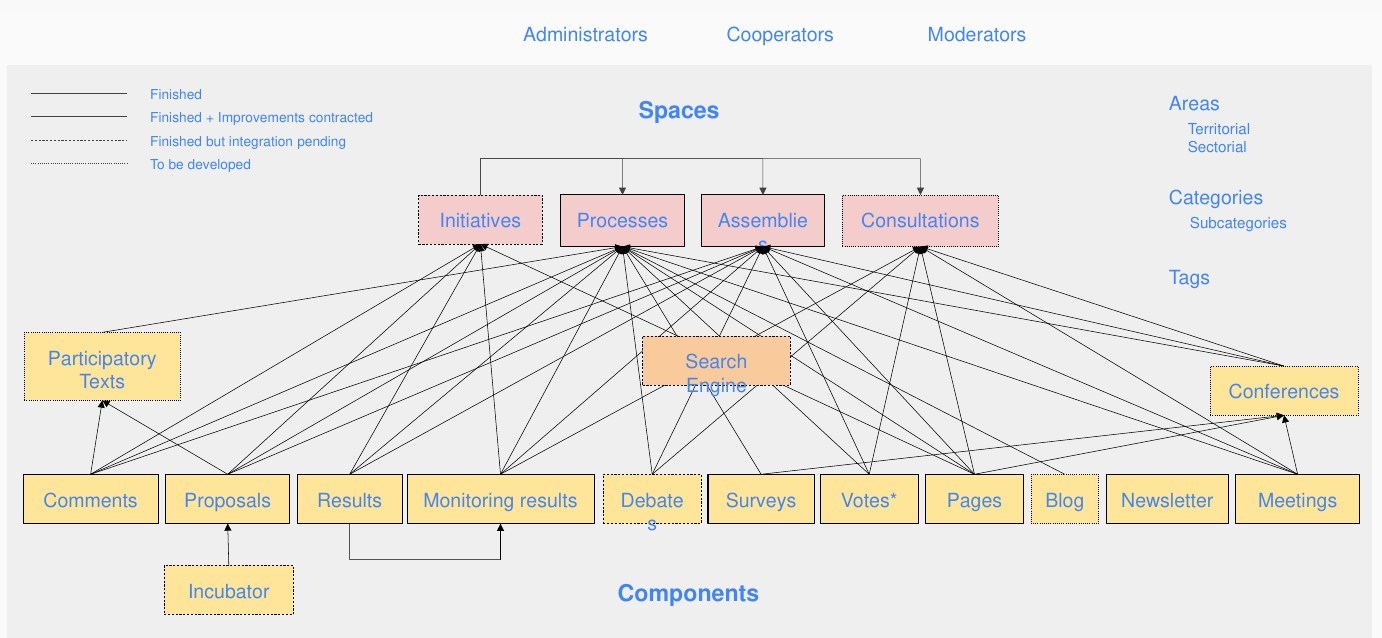 Administrators
Cooperators
Moderators
Finished
Finished + Improvements contracted
Finished but integration pending
To be developed
Spaces
Areas
Territorial
Sectorial
Categories
Subcategories
Tags
Initiatives
Processes
Assemblie
s
Consultations
Participatory
Texts
Search
Engine
Conferences
Comments
Proposals
Results
Monitoring results
Debate
s
Surveys
Votes*
Pages
Blog
Newsletter
Meetings
Incubator
Components